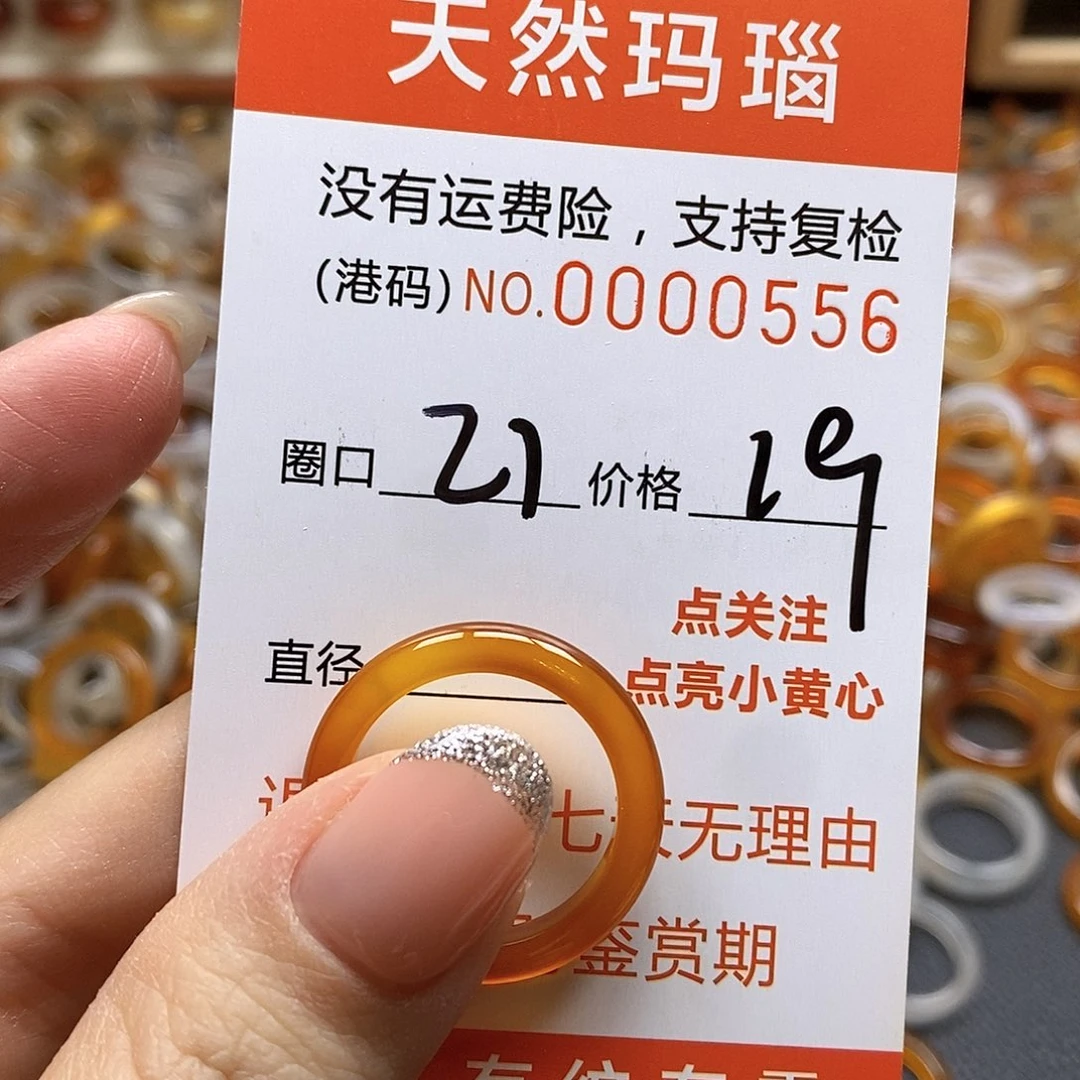 天然玛瑙
没有运费险，支持复检
(港码)NO.0000556
圈口 21 价格 19
点关注
直径 点亮小黄心
七天无理由
鉴赏期